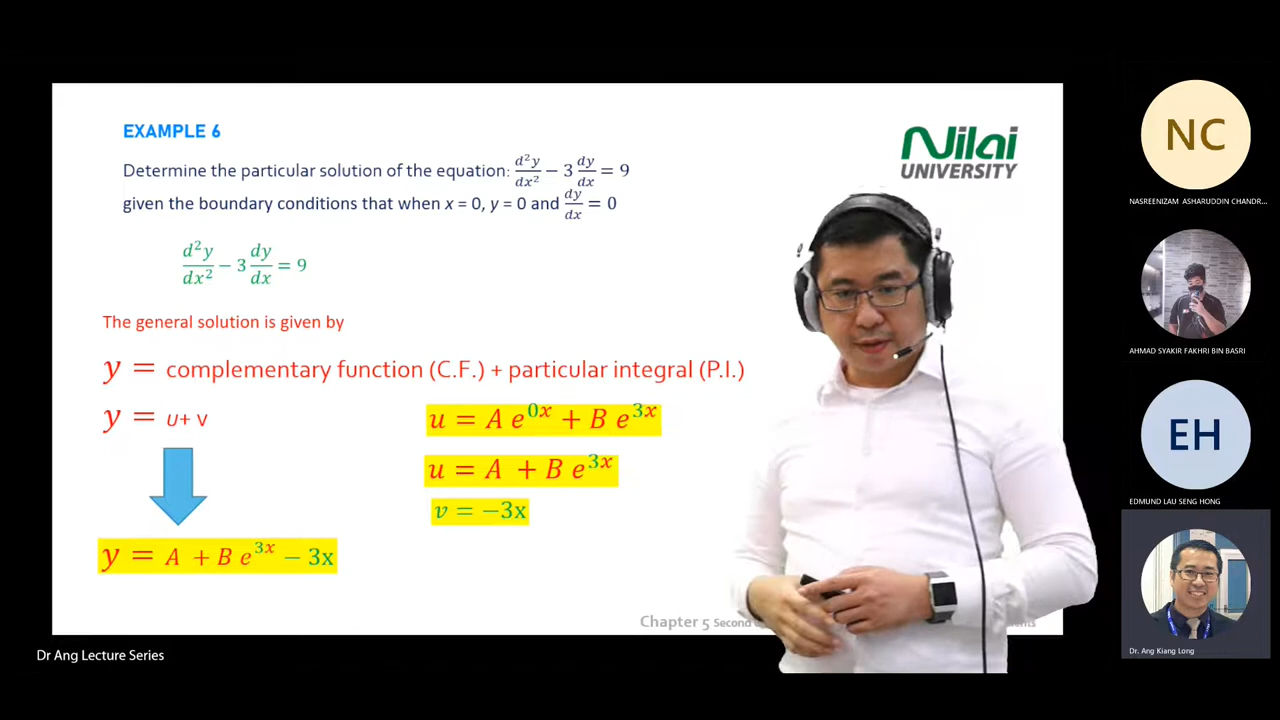 EXAMPLE 6
Determine the particular solution of the equation: d²y/dx² − 3 dy/dx = 9
given the boundary conditions that when x = 0, y = 0 and dy/dx = 0
d²y/dx² − 3 dy/dx = 9
The general solution is given by
y = complementary function (C.F.) + particular integral (P.I.)
y = u+ v
u = A e^{0x} + B e^{3x}
u = A + B e^{3x}
v = −3x
y = A + B e^{3x} − 3x
Nilai
UNIVERSITY
Chapter 5 Second
Dr Ang Lecture Series
NC
NASREENIZAM ASHARUDDIN CHANDR...
AHMAD SYAKIR FAKHRI BIN BASRI
EH
EDMUND LAU SENG HONG
Dr. Ang Kiang Long